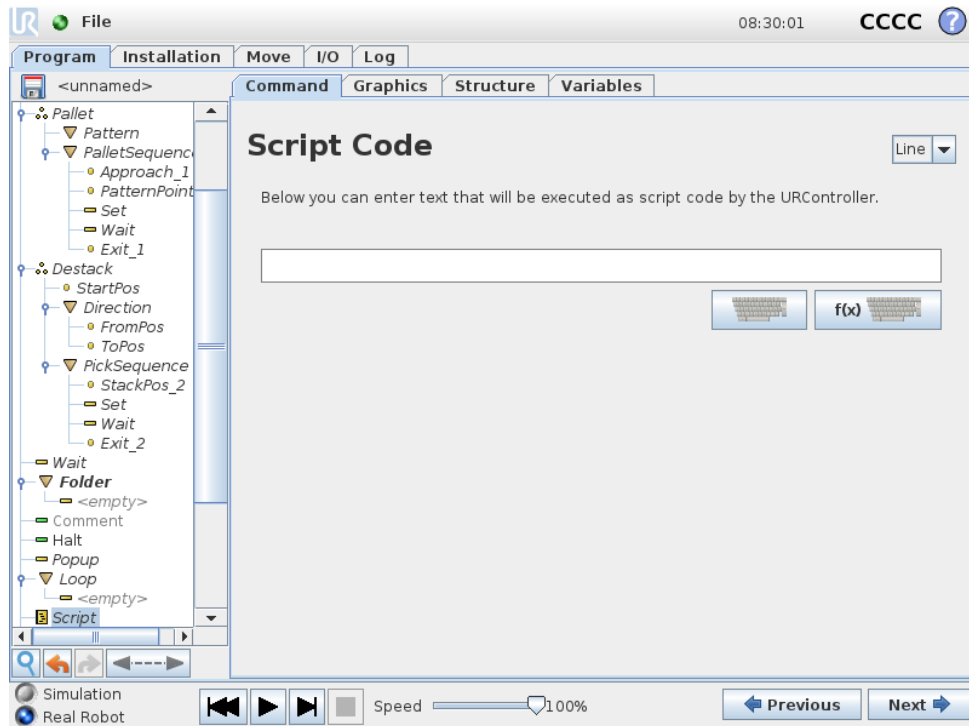 UR File 08:30:01 CCCC ?
Program Installation Move I/O Log
<unnamed> Command Graphics Structure Variables
Pallet
Pattern
PalletSequenc
Approach_1
PatternPoint
Set
Wait
Exit_1
Destack
StartPos
Direction
FromPos
ToPos
PickSequence
StackPos_2
Set
Wait
Exit_2
Wait
Folder
<empty>
Comment
Halt
Popup
Loop
<empty>
Script
Script Code
Line
Below you can enter text that will be executed as script code by the URController.
f(x)
Simulation
Real Robot
Speed 100%
Previous Next